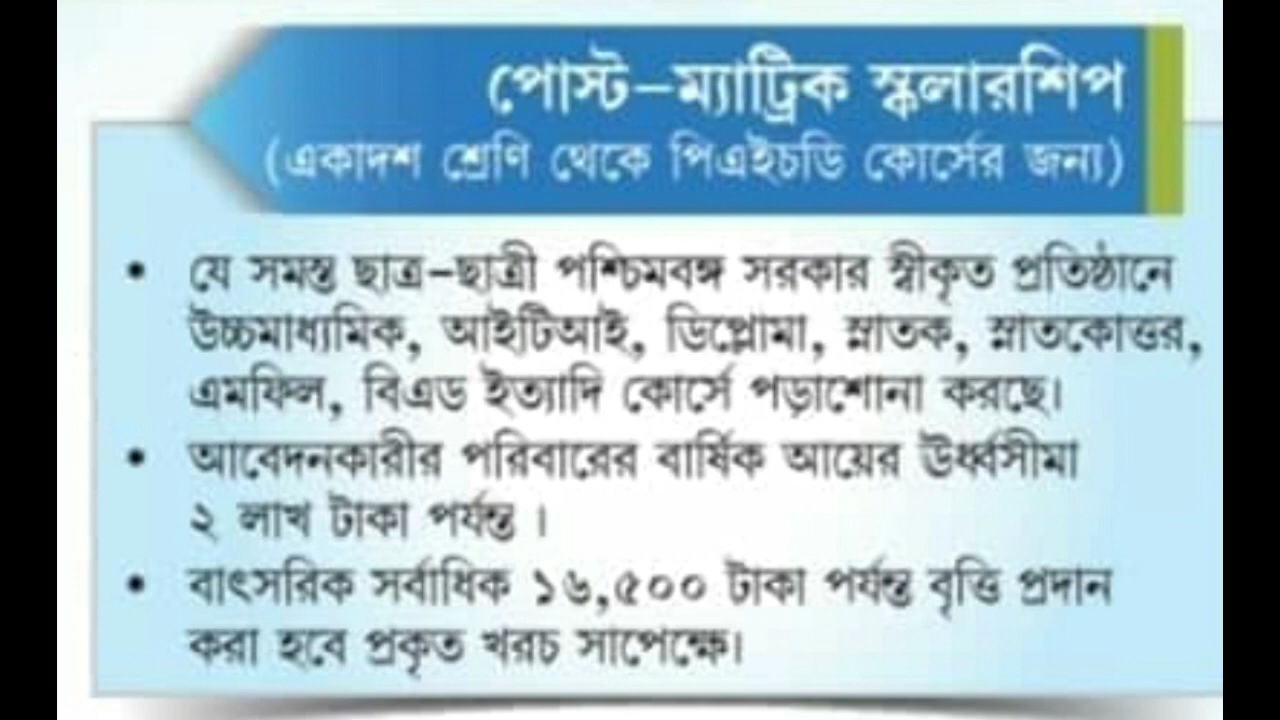 পোস্ট-ম্যাট্রিক স্কলারশিপ
(একাদশ শ্রেণি থেকে পিএইচডি কোর্সের জন্য)
• যে সমস্ত ছাত্র-ছাত্রী পশ্চিমবঙ্গ সরকার স্বীকৃত প্রতিষ্ঠানে
উচ্চমাধ্যমিক, আইটিআই, ডিপ্লোমা, স্নাতক, স্নাতকোত্তর,
এমফিল, বিএড ইত্যাদি কোর্সে পড়াশোনা করছে।
• আবেদনকারীর পরিবারের বার্ষিক আয়ের ঊর্ধ্বসীমা
২ লাখ টাকা পর্যন্ত ।
• বাৎসরিক সর্বাধিক ১৬,৫০০ টাকা পর্যন্ত বৃত্তি প্রদান
করা হবে প্রকৃত খরচ সাপেক্ষে।